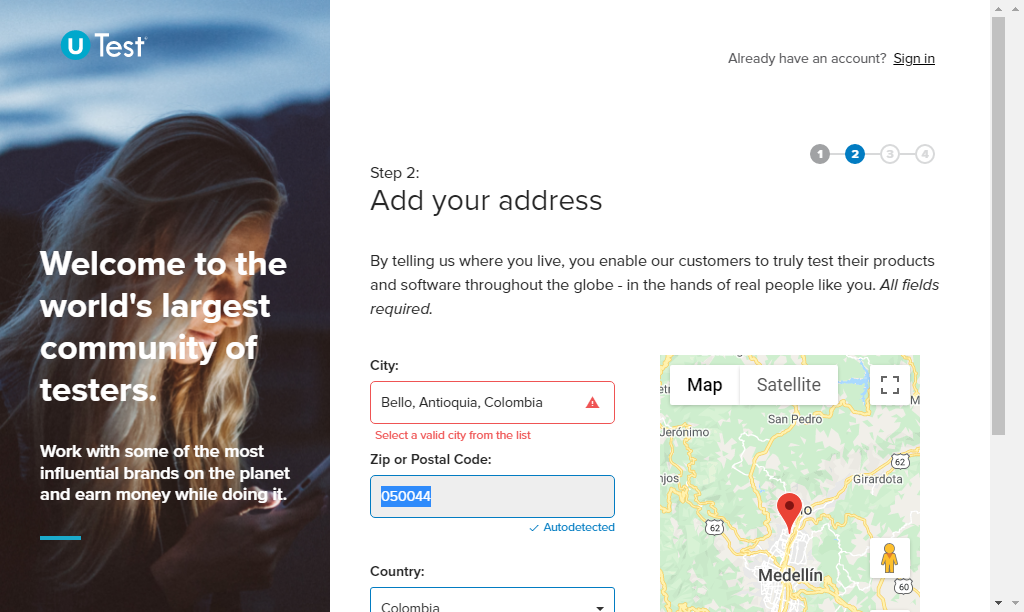 U Test
Already have an account? Sign in
1 2 3 4
Step 2:
Add your address
Welcome to the
world's largest
community of
testers.
Work with some of the most
influential brands on the planet
and earn money while doing it.
By telling us where you live, you enable our customers to truly test their products
and software throughout the globe - in the hands of real people like you. All fields
required.
City:
Bello, Antioquia, Colombia
Select a valid city from the list
Zip or Postal Code:
050044
Autodetected
Country:
Colombia
Map Satellite
San Pedro
Jerónimo
62
Girardota
62
Medellín
60